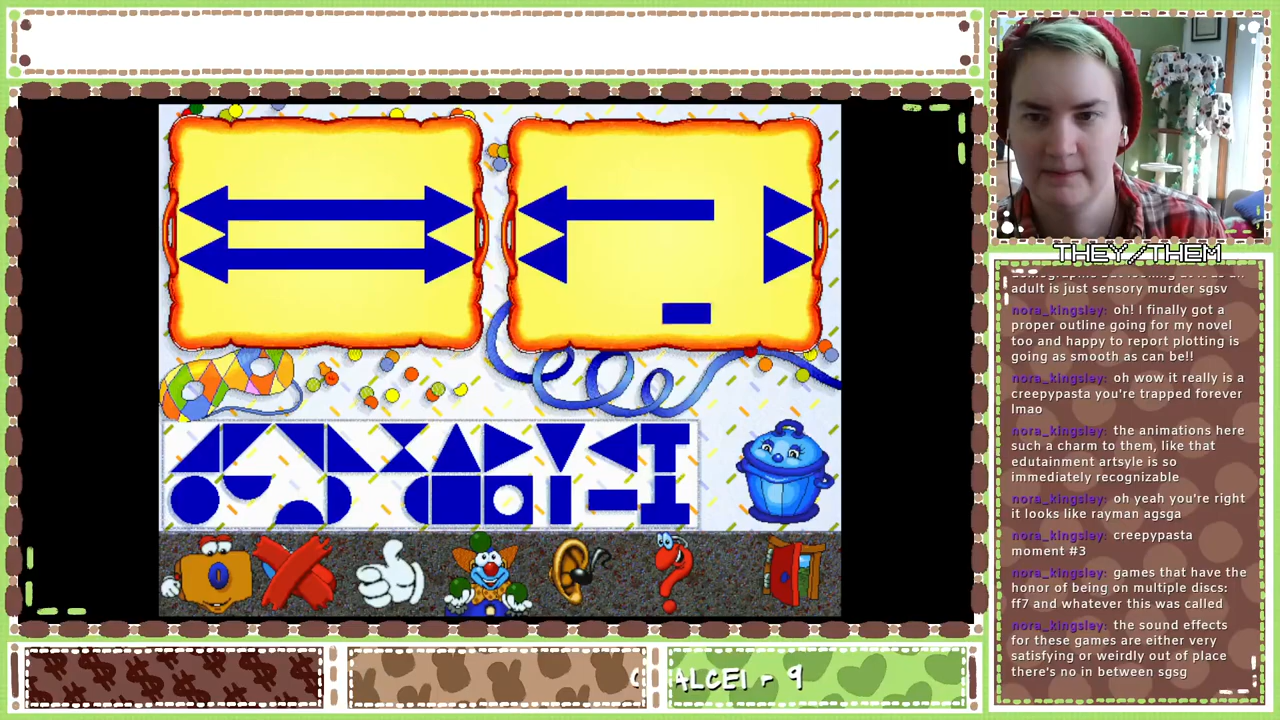 THEY/THEM
adult is just sensory murder sgsv
nora_kingsley: oh! I finally got a
proper outline going for my novel
too and happy to report plotting is
going as smooth as can be!!
nora_kingsley: oh wow it really is a
creepypasta you're trapped forever
lmao
nora_kingsley: the animations here
such a charm to them, like that
edutainment artsyle is so
immediately recognizable
nora_kingsley: oh yeah you're right
it looks like rayman agsga
nora_kingsley: creepypasta
moment #3
nora_kingsley: games that have the
honor of being on multiple discs:
ff7 and whatever this was called
nora_kingsley: the sound effects
for these games are either very
satisfying or weirdly out of place
there's no in between sgsg
ALCEI - 9